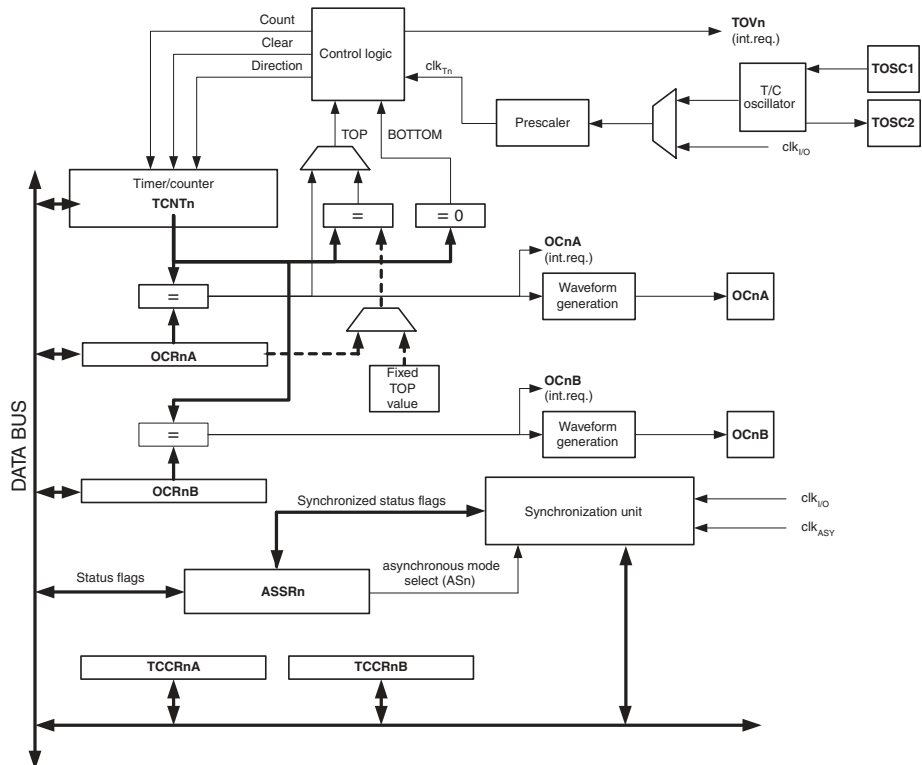 Count
Clear
Direction
Control logic
TOVn
(int.req.)
clkTn
TOSC1
T/C
oscillator
TOSC2
Prescaler
clkI/O
TOP
BOTTOM
Timer/counter
TCNTn
=
= 0
OCnA
(int.req.)
=
Waveform
generation
OCnA
OCRnA
Fixed
TOP
value
OCnB
(int.req.)
=
Waveform
generation
OCnB
OCRnB
DATA BUS
Synchronized status flags
Synchronization unit
clkI/O
clkASY
Status flags
ASSRn
asynchronous mode
select (ASn)
TCCRnA
TCCRnB